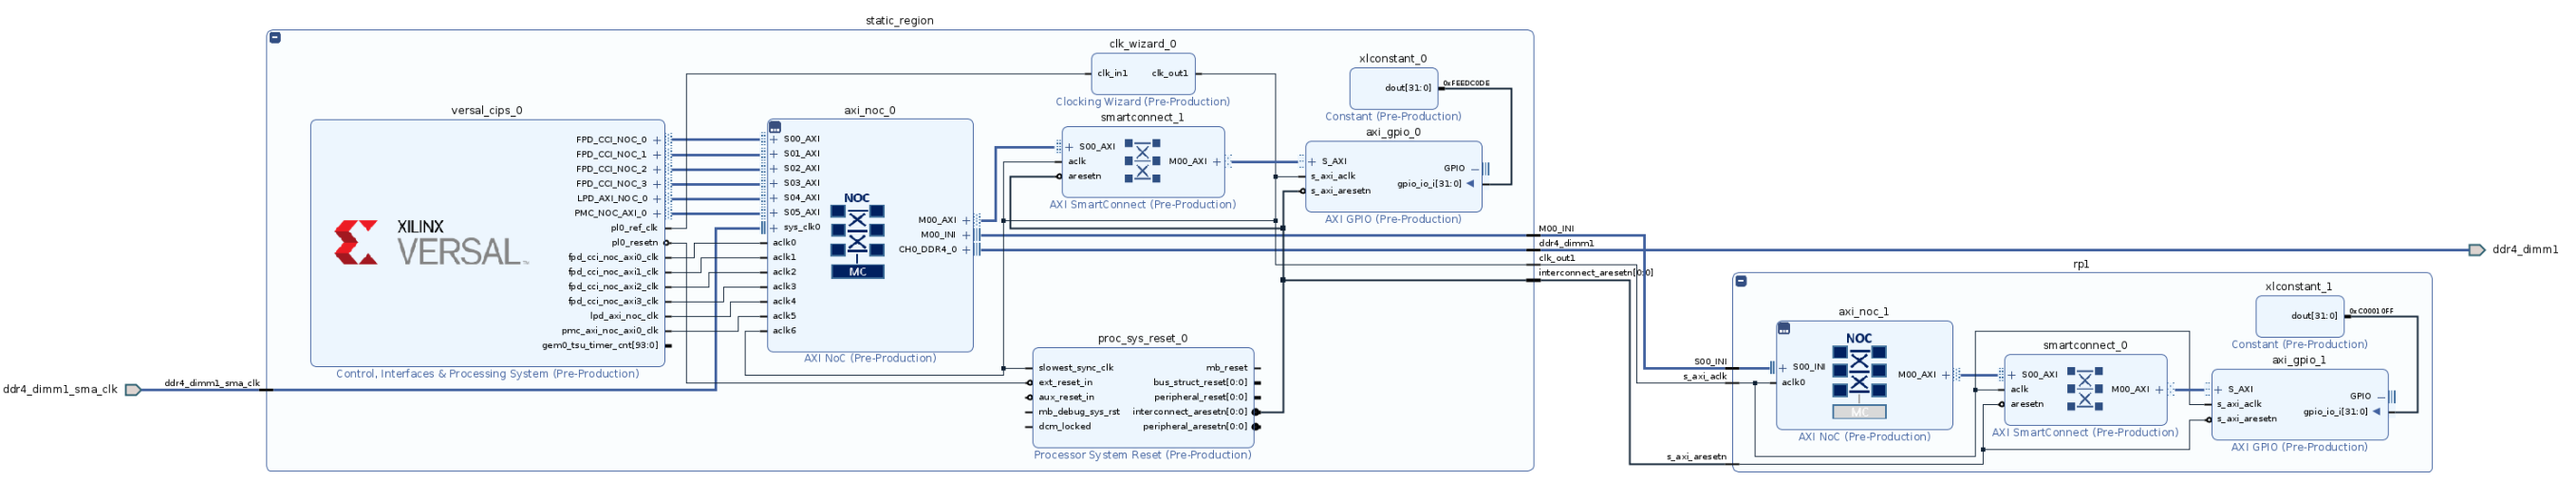 static_region
clk_wizard_0
clk_in1
clk_out1
Clocking Wizard (Pre-Production)
xlconstant_0
dout[31:0]
0xFEEDC0DE
Constant (Pre-Production)
versal_cips_0
FPD_CCI_NOC_0
FPD_CCI_NOC_1
FPD_CCI_NOC_2
FPD_CCI_NOC_3
LPD_AXI_NOC_0
PMC_NOC_AXI_0
pl0_ref_clk
pl0_resetn
fpd_cci_noc_axi0_clk
fpd_cci_noc_axi1_clk
fpd_cci_noc_axi2_clk
fpd_cci_noc_axi3_clk
lpd_axi_noc_clk
pmc_axi_noc_axi0_clk
gem0_tsu_timer_cnt[93:0]
XILINX
VERSAL™
Control, Interfaces & Processing System (Pre-Production)
axi_noc_0
S00_AXI
S01_AXI
S02_AXI
S03_AXI
S04_AXI
S05_AXI
sys_clk0
aclk0
aclk1
aclk2
aclk3
aclk4
aclk5
aclk6
NOC
MC
M00_AXI
M00_INI
CH0_DDR4_0
AXI NoC (Pre-Production)
smartconnect_1
S00_AXI
aclk
aresetn
M00_AXI
AXI SmartConnect (Pre-Production)
axi_gpio_0
S_AXI
s_axi_aclk
s_axi_aresetn
GPIO
gpio_io_i[31:0]
AXI GPIO (Pre-Production)
proc_sys_reset_0
slowest_sync_clk
ext_reset_in
aux_reset_in
mb_debug_sys_rst
dcm_locked
mb_reset
bus_struct_reset[0:0]
peripheral_reset[0:0]
interconnect_aresetn[0:0]
peripheral_aresetn[0:0]
Processor System Reset (Pre-Production)
ddr4_dimm1_sma_clk
ddr4_dimm1_sma_clk
M00_INI
ddr4_dimm1
clk_out1
interconnect_aresetn[0:0]
ddr4_dimm1
rp1
S00_INI
s_axi_aclk
s_axi_aresetn
axi_noc_1
S00_INI
aclk0
NOC
MC
M00_AXI
AXI NoC (Pre-Production)
smartconnect_0
S00_AXI
aclk
aresetn
M00_AXI
AXI SmartConnect (Pre-Production)
xlconstant_1
dout[31:0]
0xC00010FF
Constant (Pre-Production)
axi_gpio_1
S_AXI
s_axi_aclk
s_axi_aresetn
GPIO
gpio_io_i[31:0]
AXI GPIO (Pre-Production)